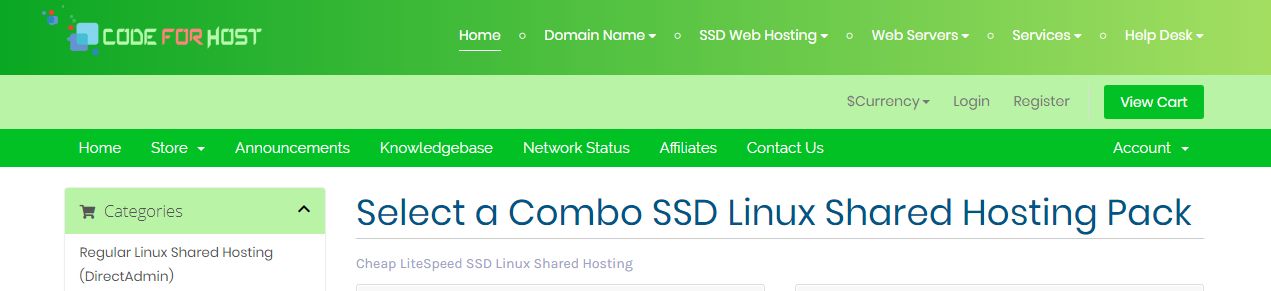 CODE FOR HOST
Home Domain Name SSD Web Hosting Web Servers Services Help Desk
$Currency Login Register View Cart
Home Store Announcements Knowledgebase Network Status Affiliates Contact Us Account
Categories
Regular Linux Shared Hosting
(DirectAdmin)
Select a Combo SSD Linux Shared Hosting Pack
Cheap LiteSpeed SSD Linux Shared Hosting